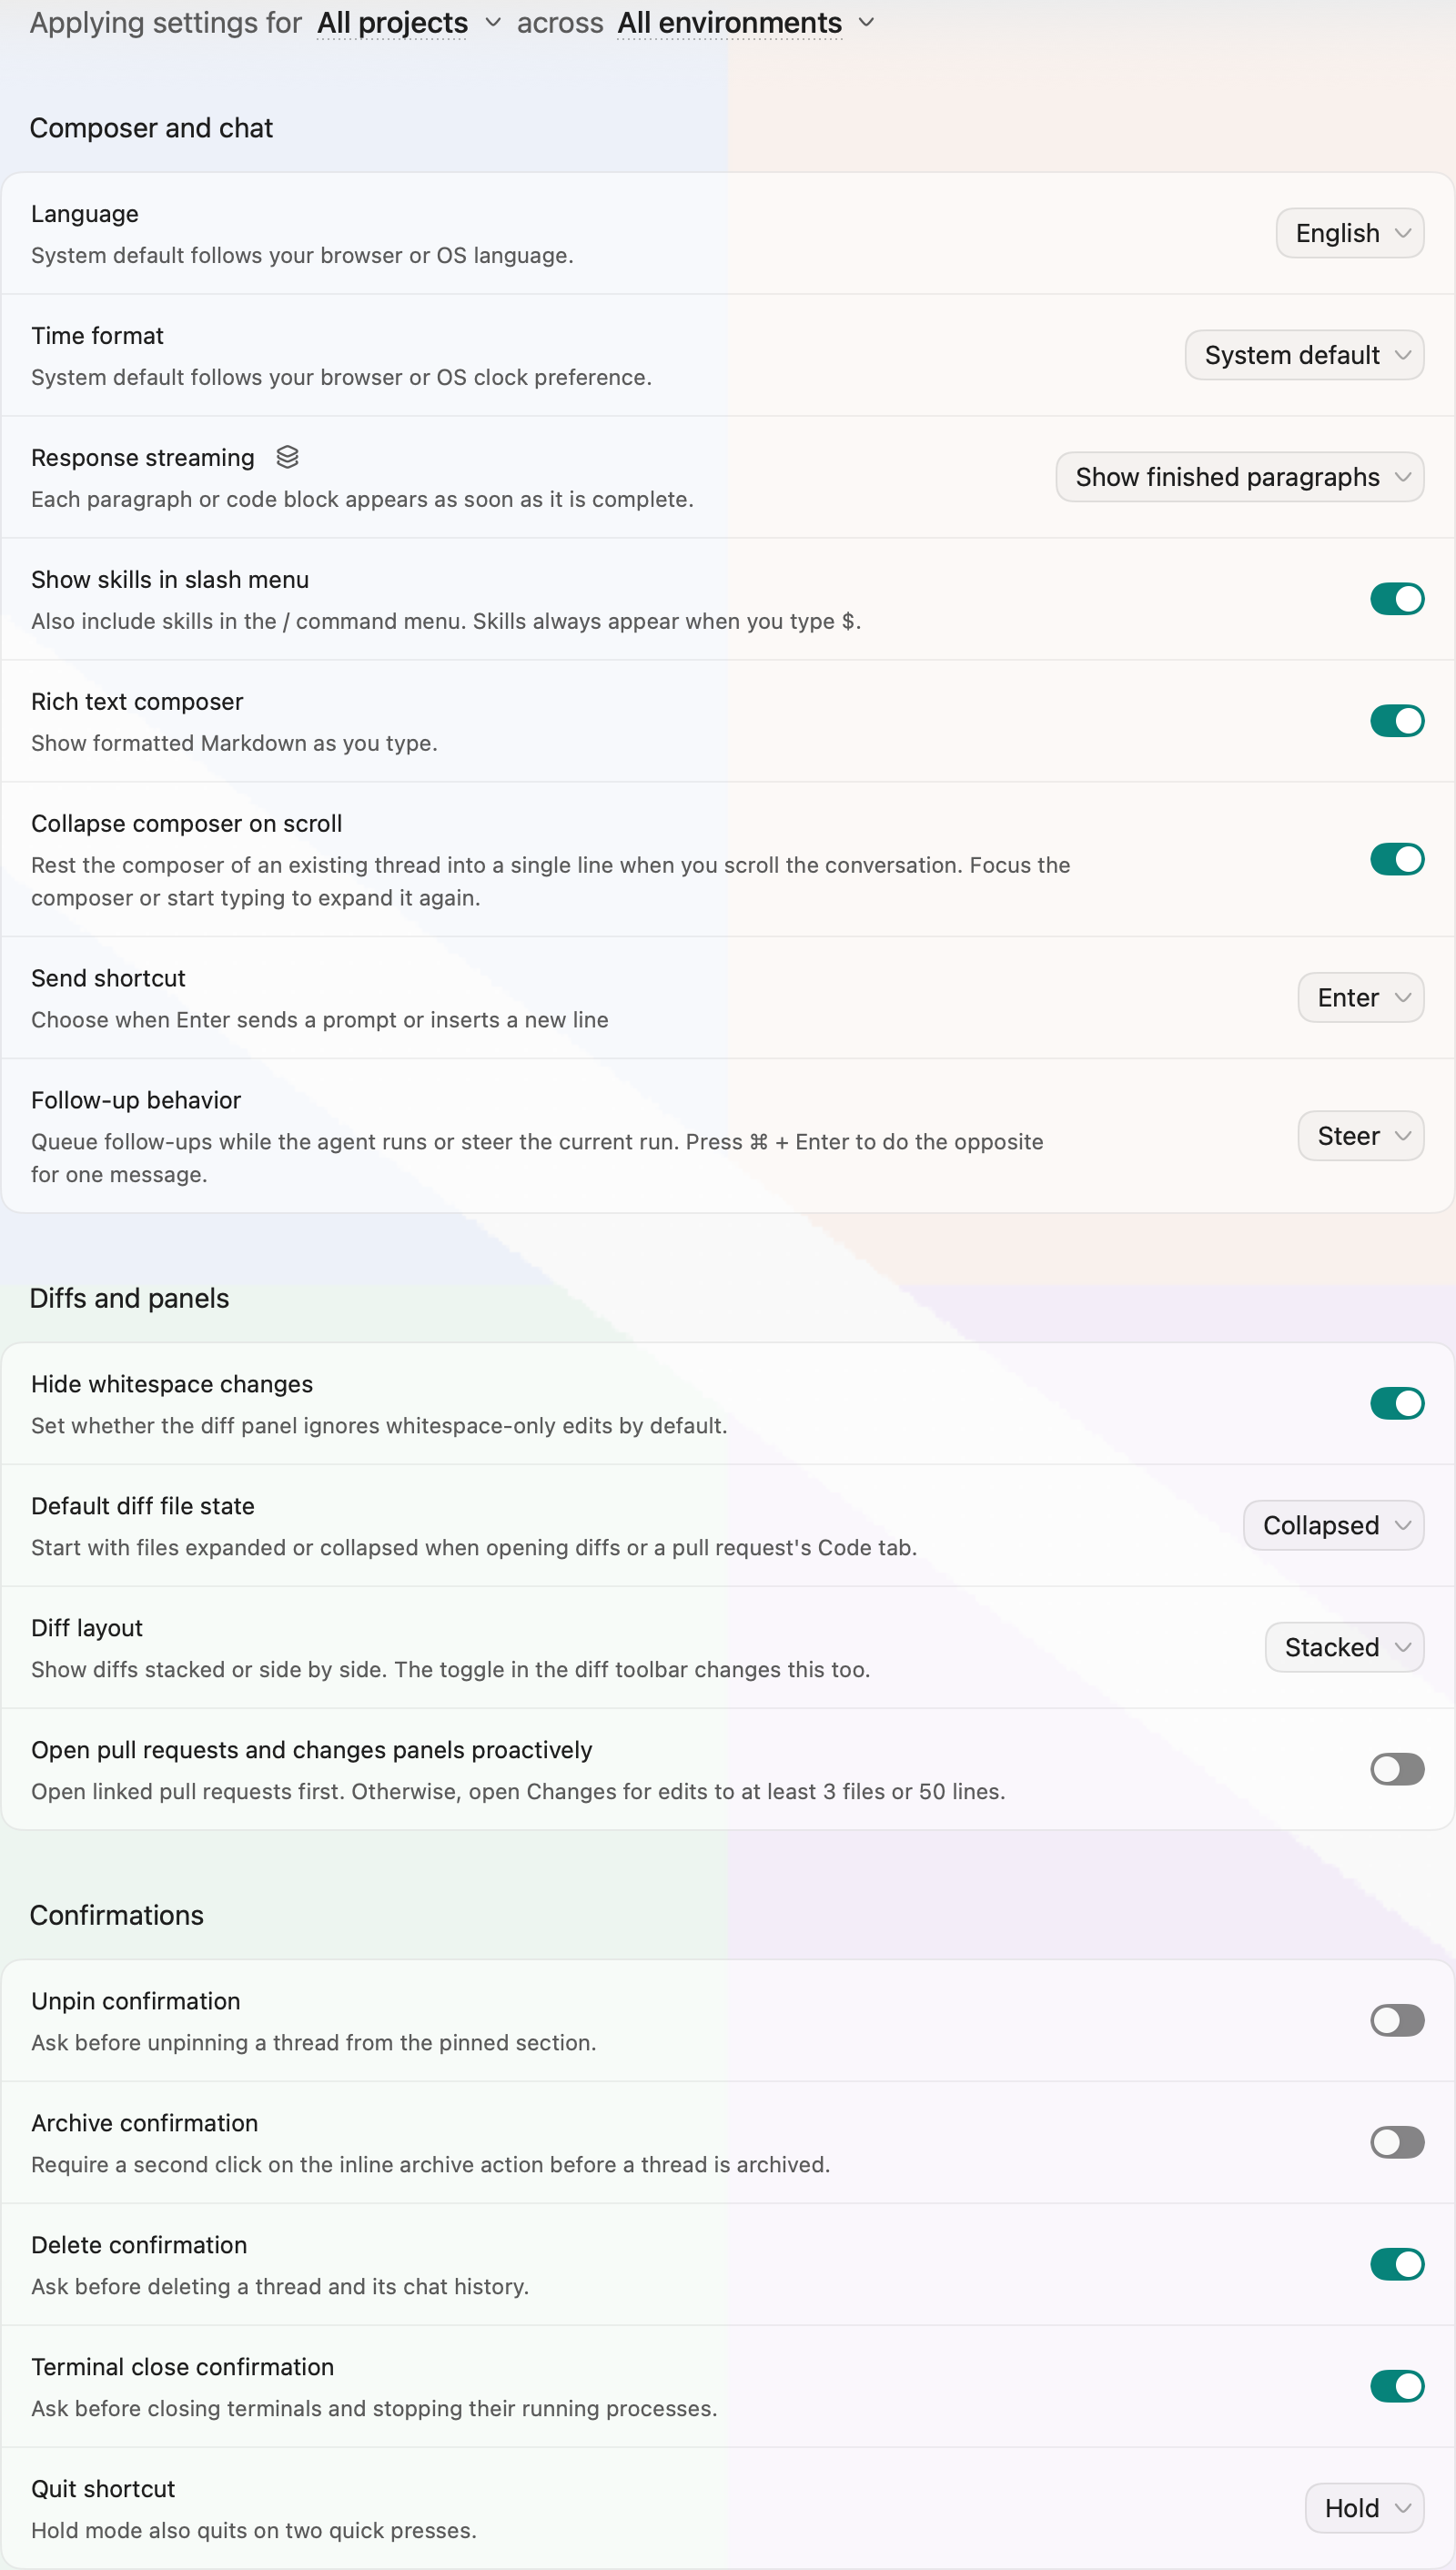 Applying settings for All projects across All environments
Composer and chat
Language
English
System default follows your browser or OS language.
Time format
System default
System default follows your browser or OS clock preference.
Response streaming
Show finished paragraphs
Each paragraph or code block appears as soon as it is complete.
Show skills in slash menu
Also include skills in the / command menu. Skills always appear when you type $.
Rich text composer
Show formatted Markdown as you type.
Collapse composer on scroll
Rest the composer of an existing thread into a single line when you scroll the conversation. Focus the
composer or start typing to expand it again.
Send shortcut
Enter
Choose when Enter sends a prompt or inserts a new line
Follow-up behavior
Steer
Queue follow-ups while the agent runs or steer the current run. Press ⌘ + Enter to do the opposite
for one message.
Diffs and panels
Hide whitespace changes
Set whether the diff panel ignores whitespace-only edits by default.
Default diff file state
Collapsed
Start with files expanded or collapsed when opening diffs or a pull request's Code tab.
Diff layout
Stacked
Show diffs stacked or side by side. The toggle in the diff toolbar changes this too.
Open pull requests and changes panels proactively
Open linked pull requests first. Otherwise, open Changes for edits to at least 3 files or 50 lines.
Confirmations
Unpin confirmation
Ask before unpinning a thread from the pinned section.
Archive confirmation
Require a second click on the inline archive action before a thread is archived.
Delete confirmation
Ask before deleting a thread and its chat history.
Terminal close confirmation
Ask before closing terminals and stopping their running processes.
Quit shortcut
Hold
Hold mode also quits on two quick presses.